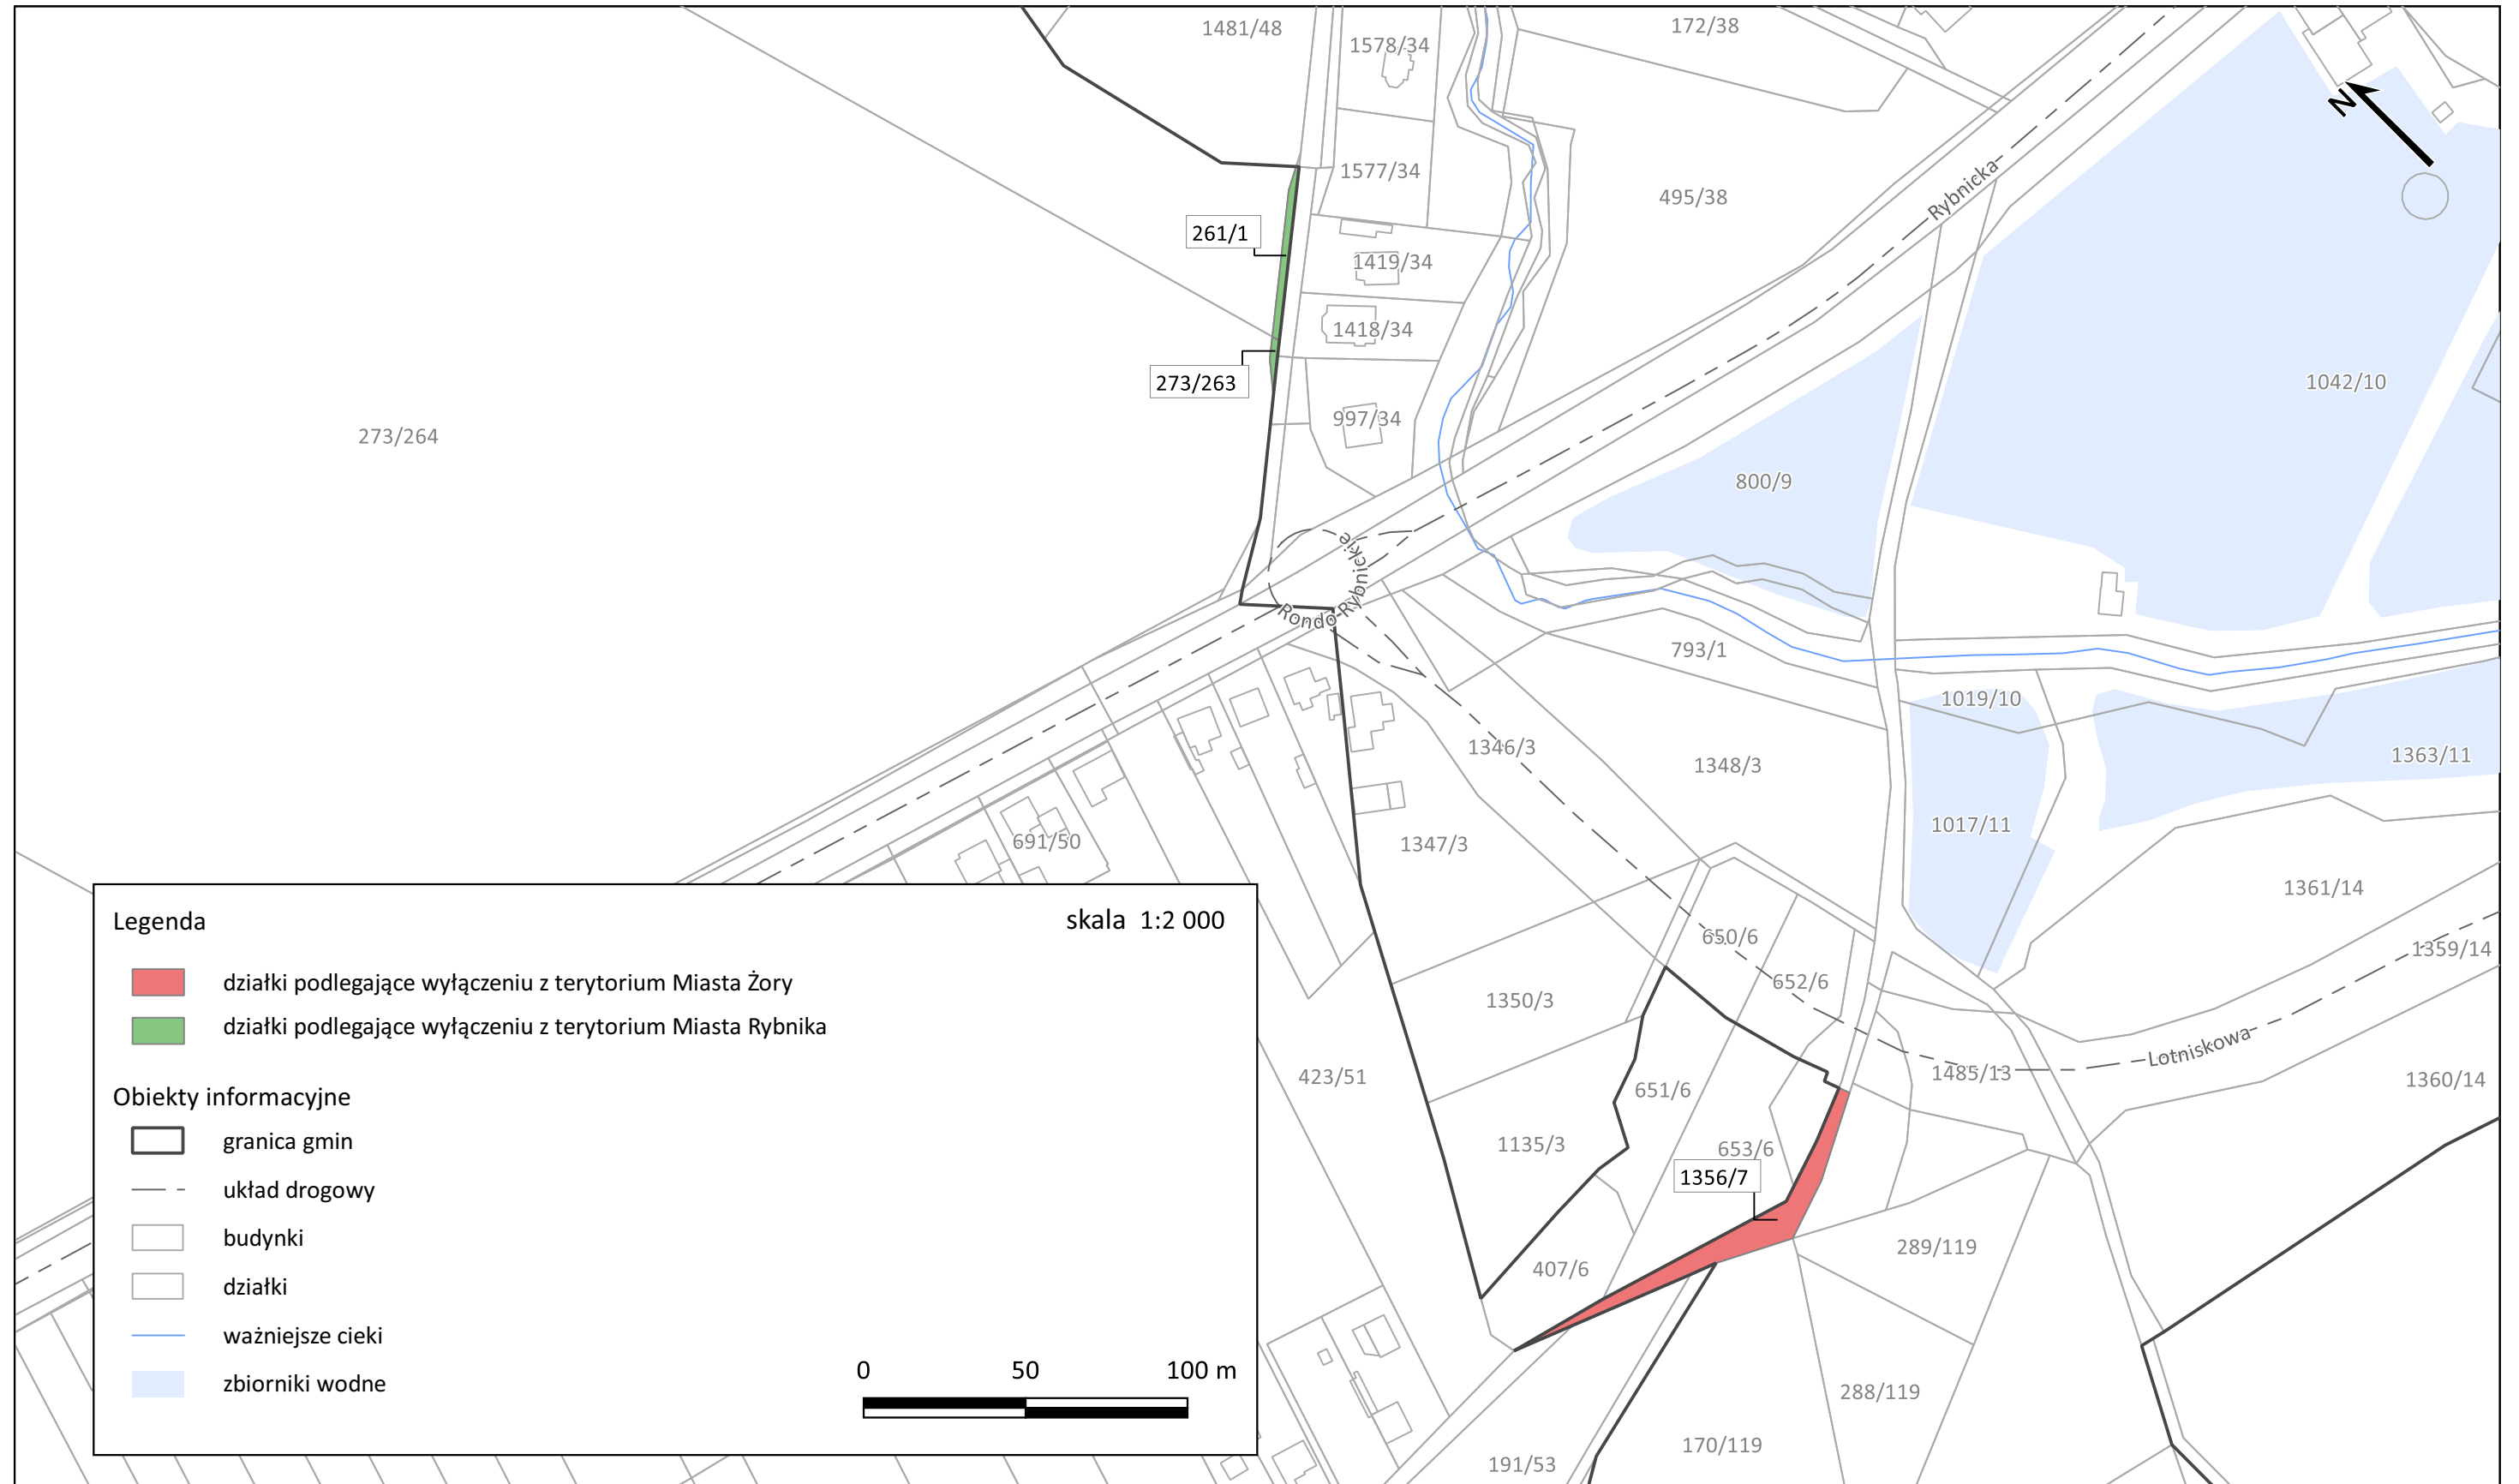 1481/48
1578/34
172/38
N
1577/34
495/38
Rybnicka
261/1
1419/34
1418/34
273/263
1042/10
997/34
273/264
800/9
Rondo Rybnickie
793/1
1019/10
1346/3
1348/3
1363/11
1017/11
691/50
1347/3
1361/14
650/6
1359/14
652/6
1350/3
Lotniskowa
423/51
1485/13
1360/14
651/6
1135/3
653/6
1356/7
289/119
407/6
288/119
170/119
191/53
Legenda
skala 1:2 000
działki podlegające wyłączeniu z terytorium Miasta Żory
działki podlegające wyłączeniu z terytorium Miasta Rybnika
Obiekty informacyjne
granica gmin
układ drogowy
budynki
działki
ważniejsze cieki
zbiorniki wodne
0 50 100 m